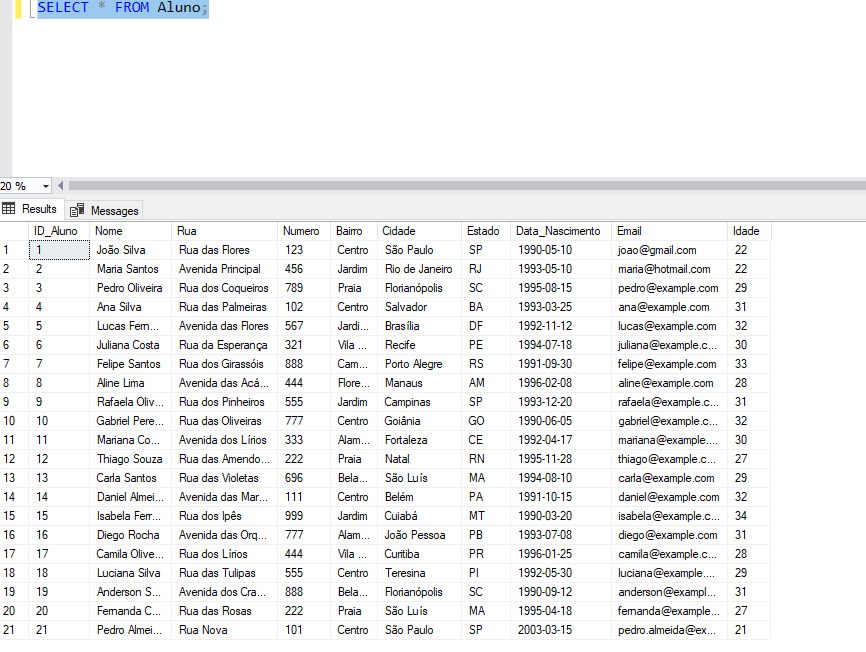 SELECT * FROM Aluno;
20 %
Results Messages
ID_Aluno Nome Rua Numero Bairro Cidade Estado Data_Nascimento Email Idade
1 1 João Silva Rua das Flores 123 Centro São Paulo SP 1990-05-10 joao@gmail.com 22
2 2 Maria Santos Avenida Principal 456 Jardim Rio de Janeiro RJ 1993-05-10 maria@hotmail.com 22
3 3 Pedro Oliveira Rua dos Coqueiros 789 Praia Florianópolis SC 1995-08-15 pedro@example.com 29
4 4 Ana Silva Rua das Palmeiras 102 Centro Salvador BA 1993-03-25 ana@example.com 31
5 5 Lucas Fern... Avenida das Flores 567 Jardi... Brasília DF 1992-11-12 lucas@example.com 32
6 6 Juliana Costa Rua da Esperança 321 Vila ... Recife PE 1994-07-18 juliana@example.c... 30
7 7 Felipe Santos Rua dos Girassóis 888 Cam... Porto Alegre RS 1991-09-30 felipe@example.com 33
8 8 Aline Lima Avenida das Acá... 444 Flore... Manaus AM 1996-02-08 aline@example.com 28
9 9 Rafaela Oliv... Rua dos Pinheiros 555 Jardim Campinas SP 1993-12-20 rafaela@example.c... 31
10 10 Gabriel Pere... Rua das Oliveiras 777 Centro Goiânia GO 1990-06-05 gabriel@example.c... 32
11 11 Mariana Co... Avenida dos Lírios 333 Alam... Fortaleza CE 1992-04-17 mariana@example.... 30
12 12 Thiago Souza Rua das Amendo... 222 Praia Natal RN 1995-11-28 thiago@example.c... 27
13 13 Carla Santos Rua das Violetas 696 Bela... São Luís MA 1994-08-10 carla@example.com 29
14 14 Daniel Almei... Avenida das Mar... 111 Centro Belém PA 1991-10-15 daniel@example.com 32
15 15 Isabela Ferr... Rua dos Ipês 999 Jardim Cuiabá MT 1990-03-20 isabela@example.c... 34
16 16 Diego Rocha Avenida das Orq... 777 Alam... João Pessoa PB 1993-07-08 diego@example.com 31
17 17 Camila Olive... Rua dos Lírios 444 Vila ... Curitiba PR 1996-01-25 camila@example.c... 28
18 18 Luciana Silva Rua das Tulipas 555 Centro Teresina PI 1992-05-30 luciana@example.... 29
19 19 Anderson S... Avenida dos Cra... 888 Bela... Florianópolis SC 1990-09-12 anderson@exampl... 31
20 20 Fernanda C... Rua das Rosas 222 Praia São Luís MA 1995-04-18 fernanda@exampl... 27
21 21 Pedro Almei... Rua Nova 101 Centro São Paulo SP 2003-03-15 pedro.almeida@ex... 21